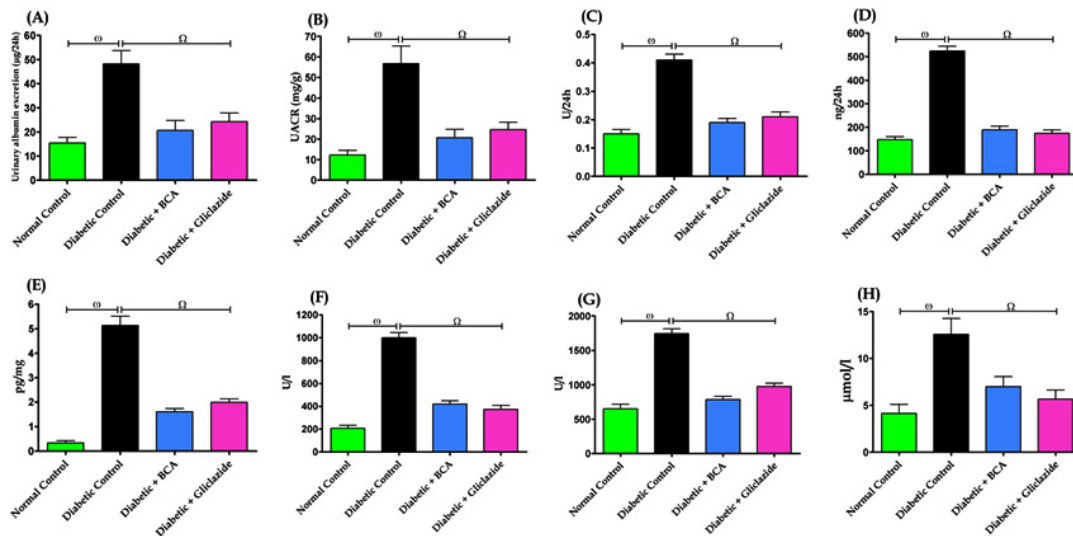 (A)
ω Ω
Urinary albumin excretion (µg/24h)
60
50
40
30
20
10
0
Normal Control
Diabetic Control
Diabetic + BCA
Diabetic + Gliclazide
(B)
ω Ω
UACR (mg/g)
70
60
50
40
30
20
10
0
Normal Control
Diabetic Control
Diabetic + BCA
Diabetic + Gliclazide
(C)
ω Ω
U/24h
0.5
0.4
0.3
0.2
0.1
0.0
Normal Control
Diabetic Control
Diabetic + BCA
Diabetic + Gliclazide
(D)
ω Ω
ng/24h
600
500
400
300
200
100
0
Normal Control
Diabetic Control
Diabetic + BCA
Diabetic + Gliclazide
(E)
ω Ω
pg/mg
6
5
4
3
2
1
0
Normal Control
Diabetic Control
Diabetic + BCA
Diabetic + Gliclazide
(F)
ω Ω
U/l
1200
1000
800
600
400
200
0
Normal Control
Diabetic Control
Diabetic + BCA
Diabetic + Gliclazide
(G)
ω Ω
U/l
2000
1500
1000
500
0
Normal Control
Diabetic Control
Diabetic + BCA
Diabetic + Gliclazide
(H)
ω Ω
µmol/l
15
10
5
0
Normal Control
Diabetic Control
Diabetic + BCA
Diabetic + Gliclazide